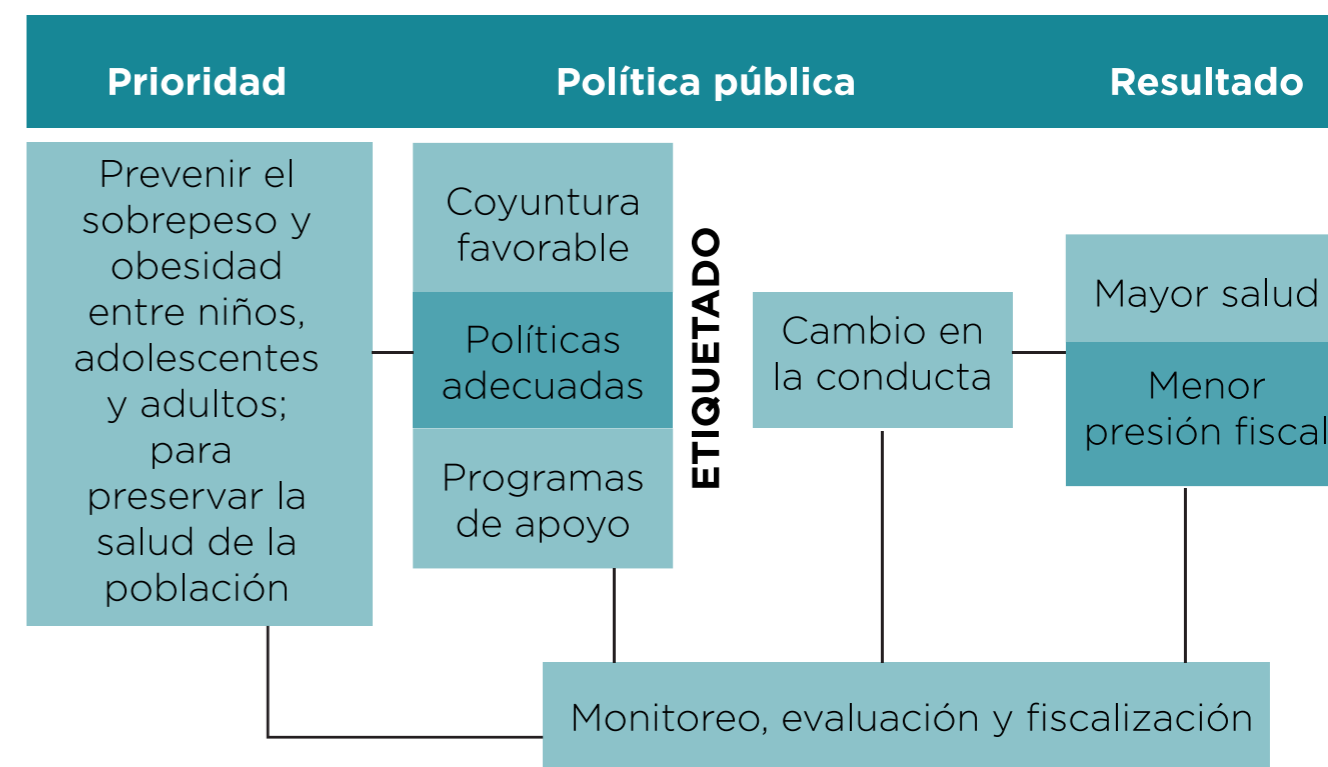 Prioridad
Política pública
Resultado
Prevenir el
sobrepeso y
obesidad
entre niños,
adolescentes
y adultos;
para
preservar la
salud de la
población
Coyuntura
favorable
Políticas
adecuadas
Programas
de apoyo
ETIQUETADO
Cambio en
la conducta
Mayor salud
Menor
presión fiscal
Monitoreo, evaluación y fiscalización